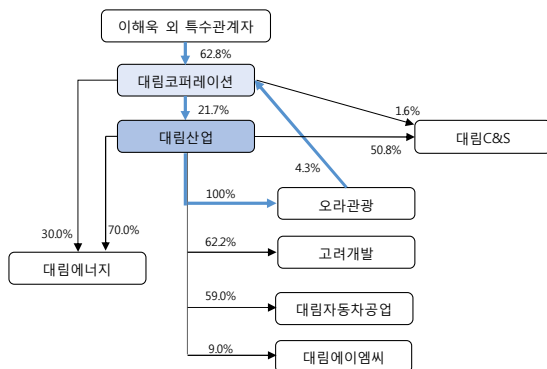 이해욱 외 특수관계자
62.8%
대림코퍼레이션
21.7%
1.6%
대림산업
대림C&S
50.8%
4.3%
100%
오라관광
30.0%
70.0%
62.2%
고려개발
대림에너지
59.0%
대림자동차공업
9.0%
대림에이엠씨